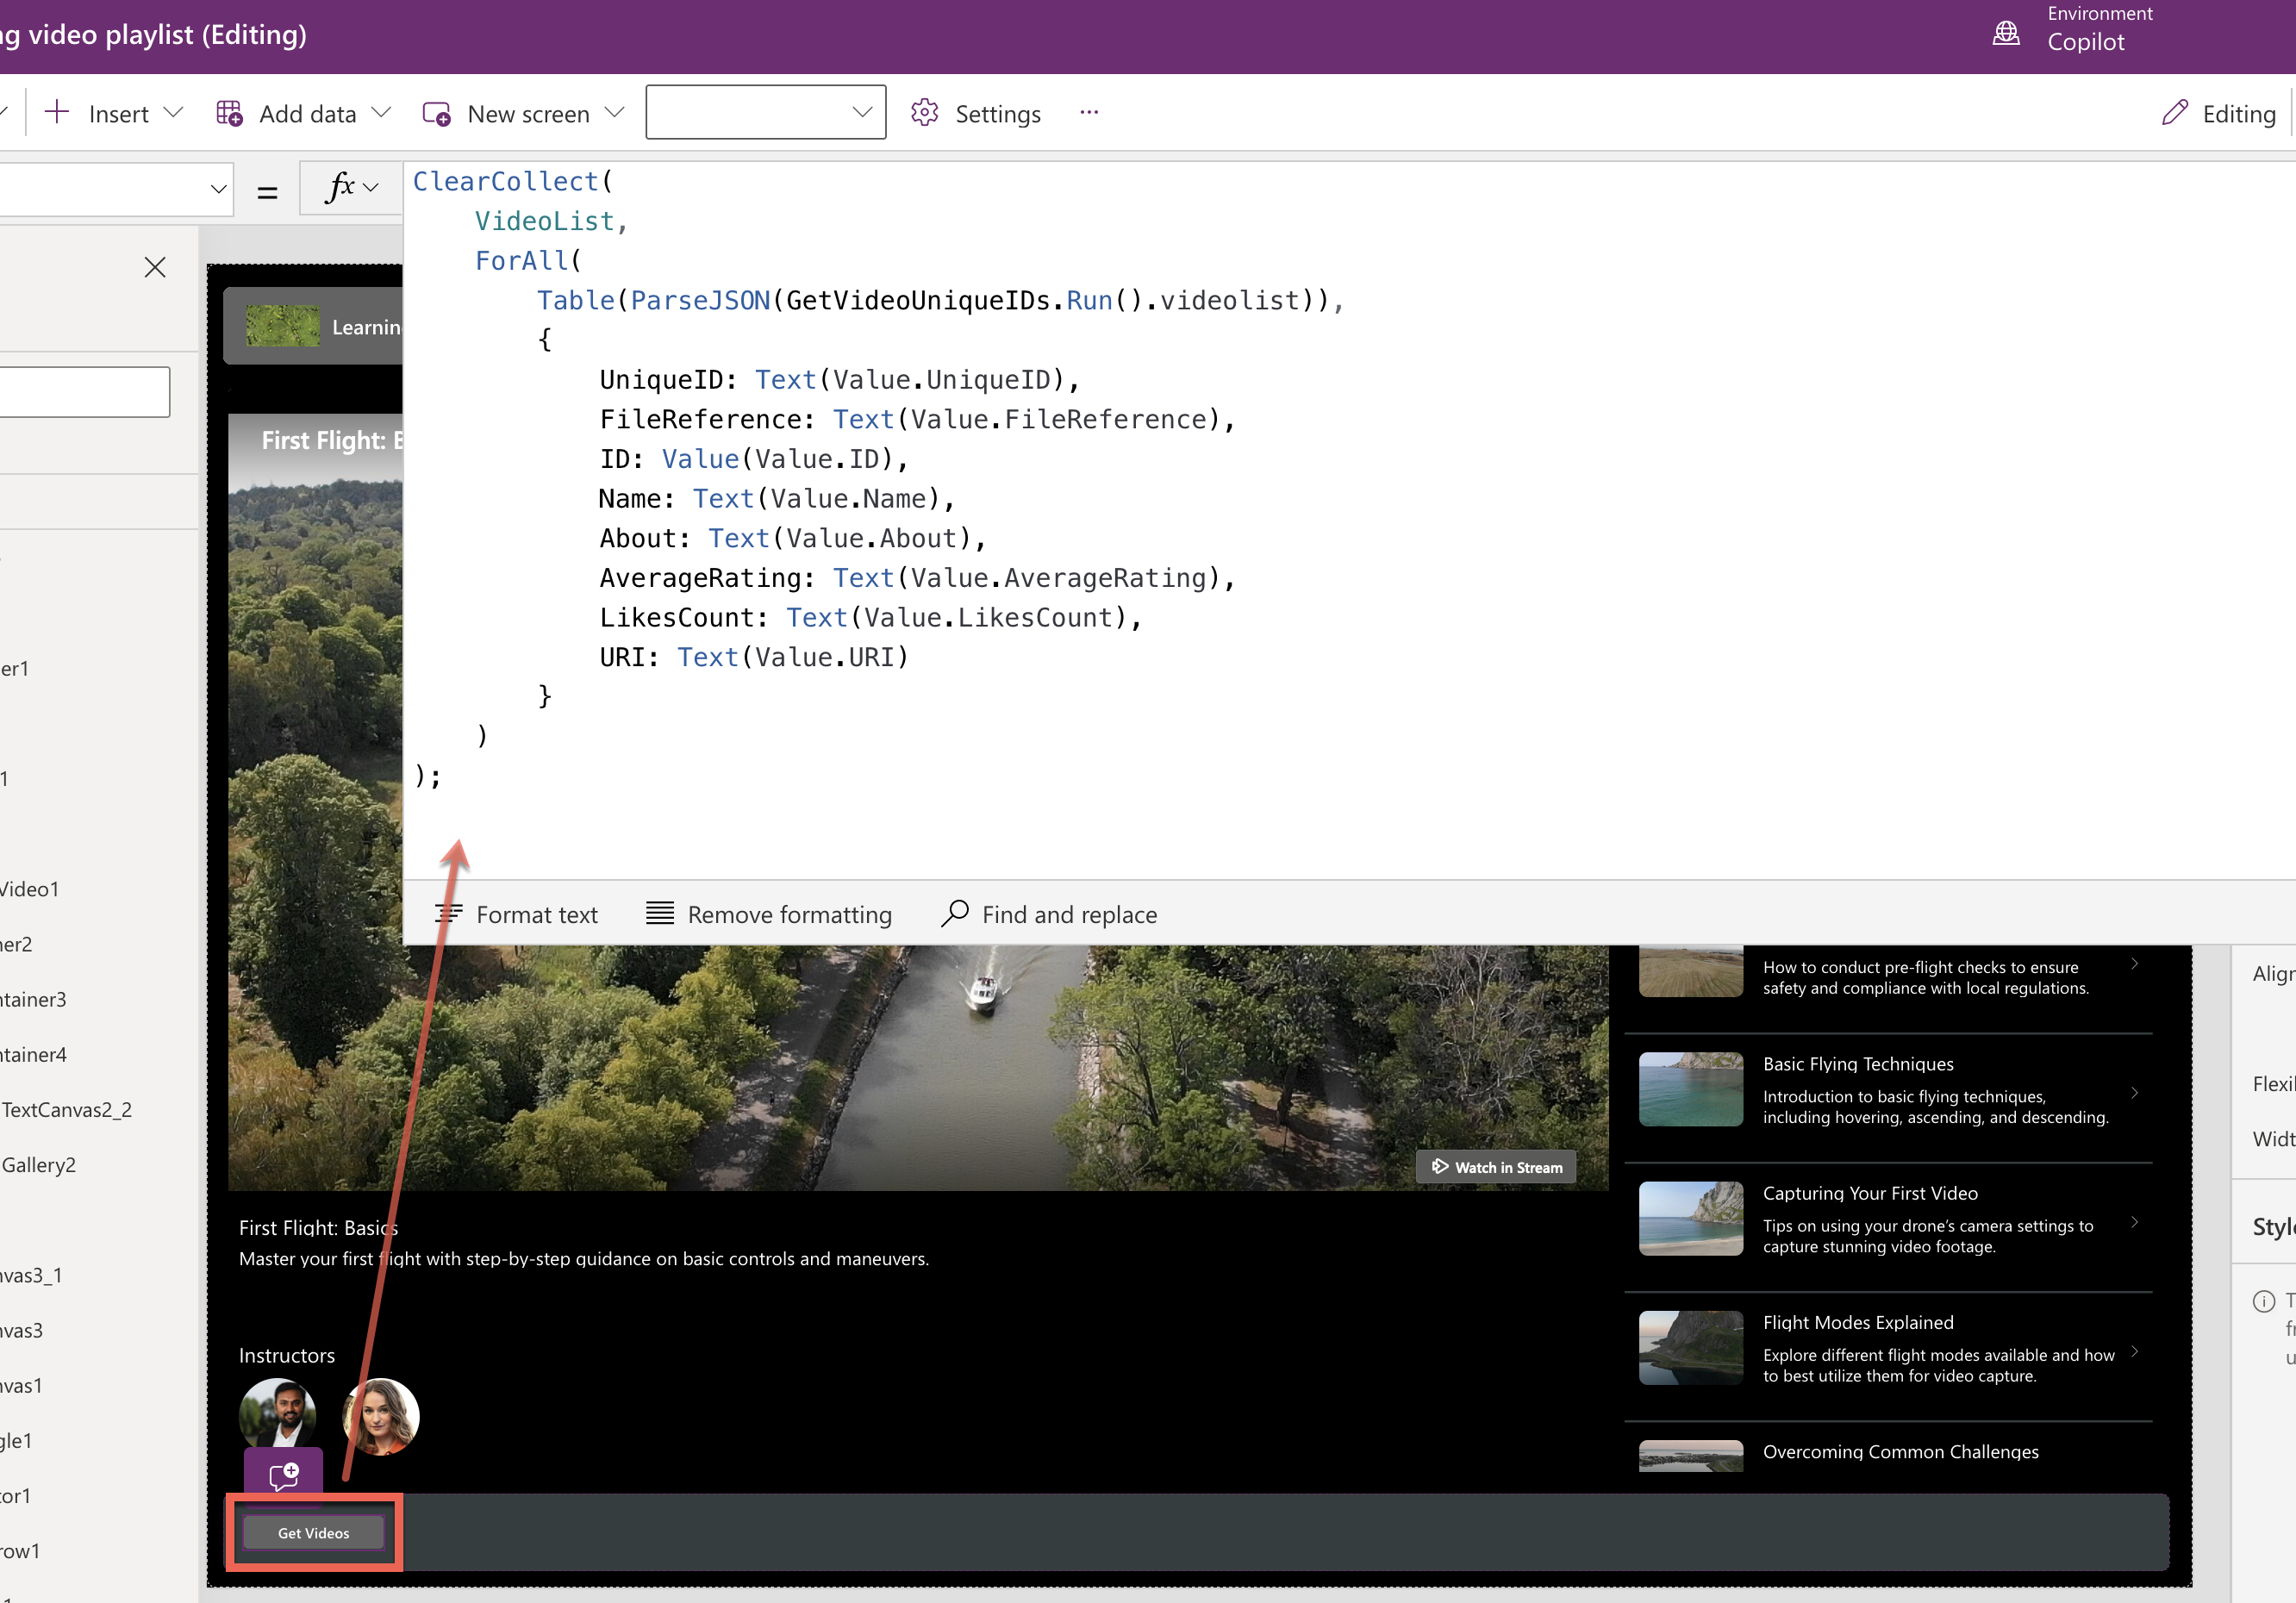 ng video playlist (Editing)
Environment
Copilot
Insert
Add data
New screen
Settings
...
Editing
=
fx
ClearCollect(
VideoList,
ForAll(
Table(ParseJSON(GetVideoUniqueIDs.Run().videolist)),
{
UniqueID: Text(Value.UniqueID),
FileReference: Text(Value.FileReference),
ID: Value(Value.ID),
Name: Text(Value.Name),
About: Text(Value.About),
AverageRating: Text(Value.AverageRating),
LikesCount: Text(Value.LikesCount),
URI: Text(Value.URI)
}
)
);
Format text
Remove formatting
Find and replace
Learnin
First Flight: B
er1
1
Video1
ner2
ntainer3
ntainer4
TextCanvas2_2
Gallery2
nvas3_1
nvas3
nvas1
gle1
tor1
row1
Watch in Stream
First Flight: Basics
Master your first flight with step-by-step guidance on basic controls and maneuvers.
Instructors
Get Videos
How to conduct pre-flight checks to ensure
safety and compliance with local regulations.
Basic Flying Techniques
Introduction to basic flying techniques,
including hovering, ascending, and descending.
Capturing Your First Video
Tips on using your drone’s camera settings to
capture stunning video footage.
Flight Modes Explained
Explore different flight modes available and how
to best utilize them for video capture.
Overcoming Common Challenges
Align
Flexi
Widt
Style
T
f
u